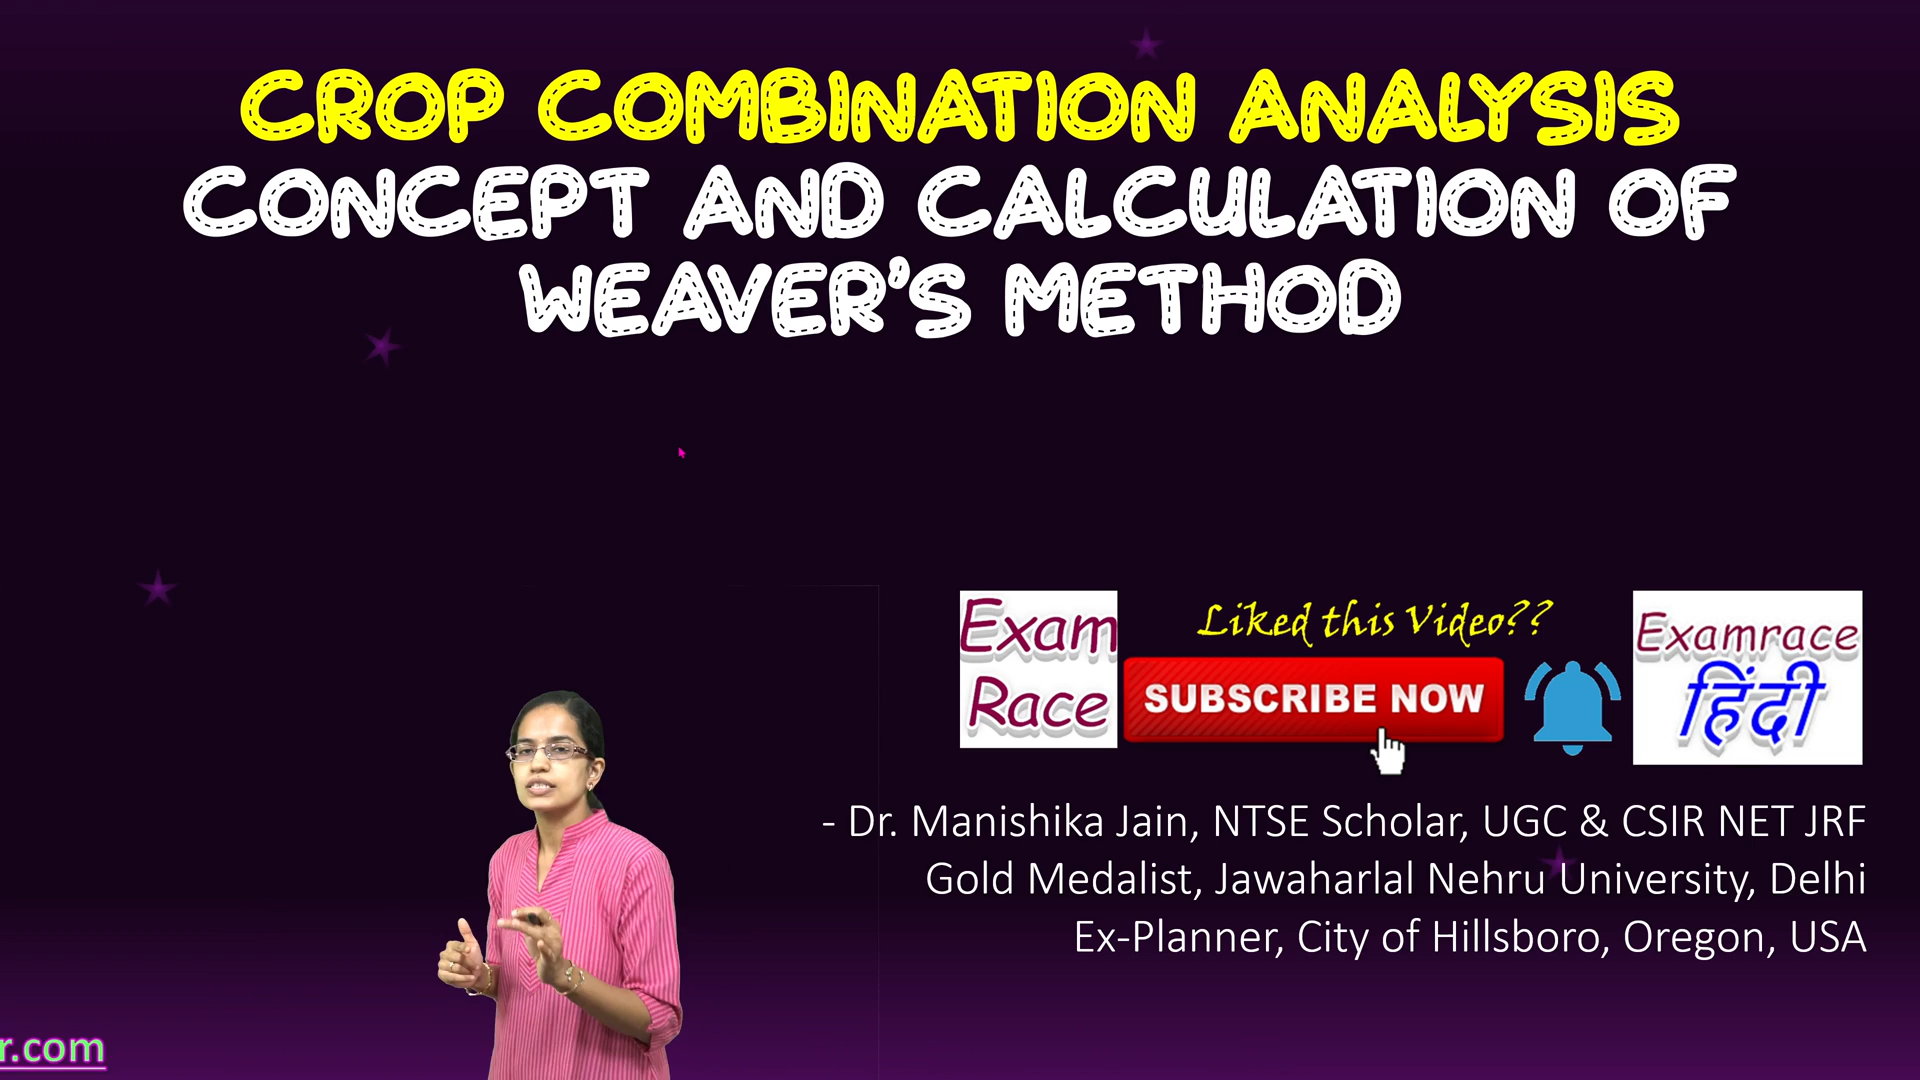 CROP COMBINATION ANALYSIS
CONCEPT AND CALCULATION OF
WEAVER'S METHOD
Exam
Race
Liked this Video??
SUBSCRIBE NOW
Examrace
हिंदी
- Dr. Manishika Jain, NTSE Scholar, UGC & CSIR NET JRF
Gold Medalist, Jawaharlal Nehru University, Delhi
Ex-Planner, City of Hillsboro, Oregon, USA
r.com